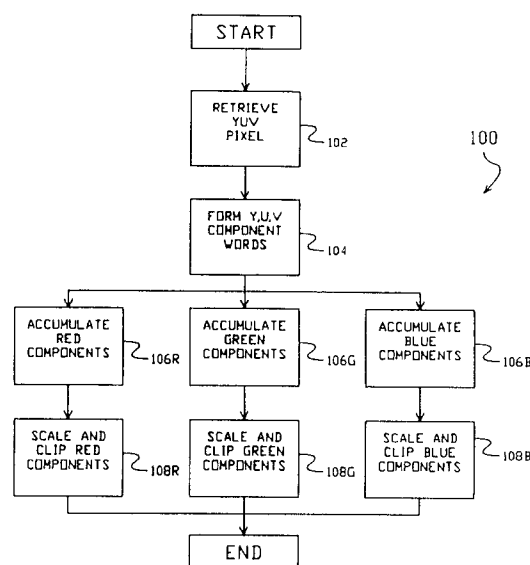 START
RETRIEVE
YUV
PIXEL
102
100
FORM Y,U,V
COMPONENT
WORDS
104
ACCUMULATE
RED
COMPONENTS
106R
ACCUMULATE
GREEN
COMPONENTS
106G
ACCUMULATE
BLUE
COMPONENTS
106B
SCALE AND
CLIP RED
COMPONENTS
108R
SCALE AND
CLIP GREEN
COMPONENTS
108G
SCALE AND
CLIP BLUE
COMPONENTS
108B
END